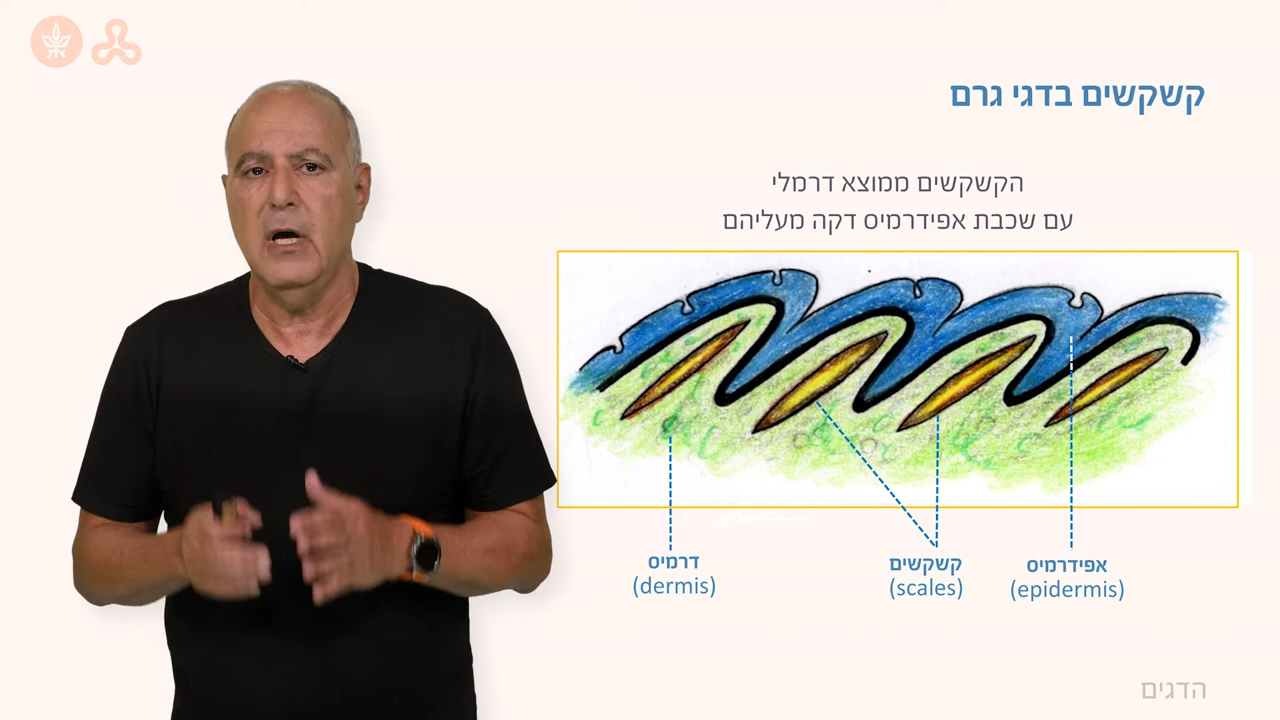 קשקשים בדגי גרם
הקשקשים ממוצא דרמלי
עם שכבת אפידרמיס דקה מעליהם
אפידרמיס
(epidermis)
קשקשים
(scales)
דרמיס
(dermis)
הדגים